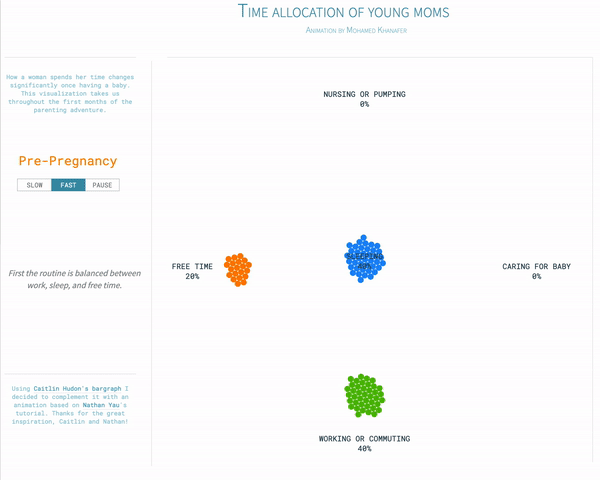 Time allocation of young moms
Animation by Mohamed Khanafer
How a woman spends her time changes
significantly once having a baby.
This visualization takes us
throughout the first months of the
parenting adventure.
Pre-Pregnancy
SLOW FAST PAUSE
First the routine is balanced between
work, sleep, and free time.
Using Caitlin Hudon's bargraph I
decided to complement it with an
animation based on Nathan Yau's
tutorial. Thanks for the great
inspiration, Caitlin and Nathan!
NURSING OR PUMPING
0%
FREE TIME
20%
SLEEPING
40%
CARING FOR BABY
0%
WORKING OR COMMUTING
40%